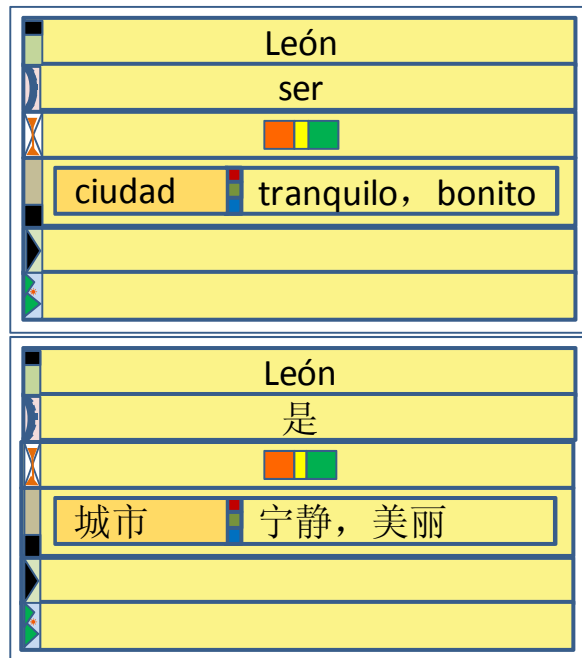 León
ser
ciudad tranquilo， bonito
León
是
城市 宁静，美丽